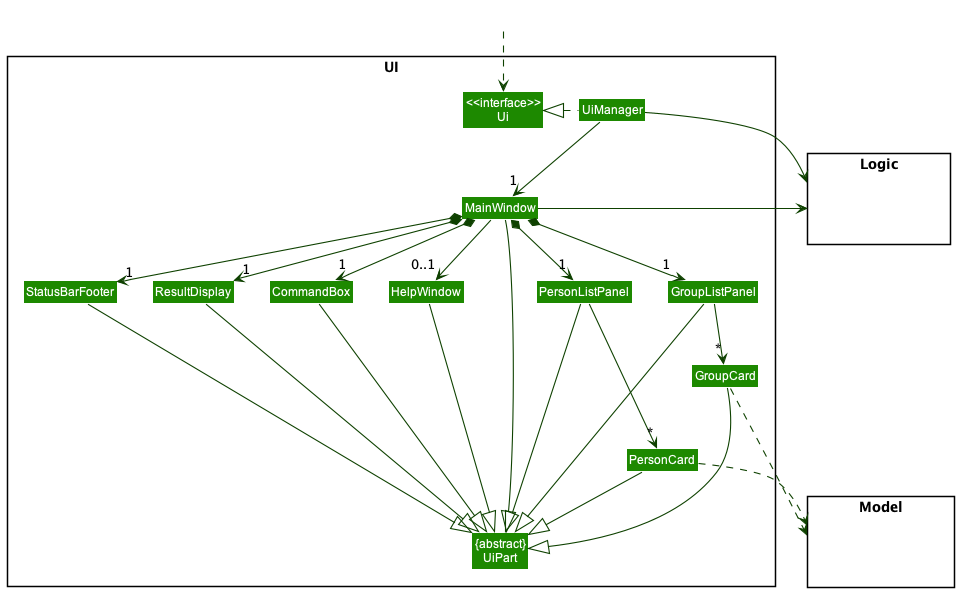 UI
<<interface>>
Ui
UiManager
Logic
1
MainWindow
1
1
1
0..1
1
1
StatusBarFooter
ResultDisplay
CommandBox
HelpWindow
PersonListPanel
GroupListPanel
*
GroupCard
*
PersonCard
Model
{abstract}
UiPart